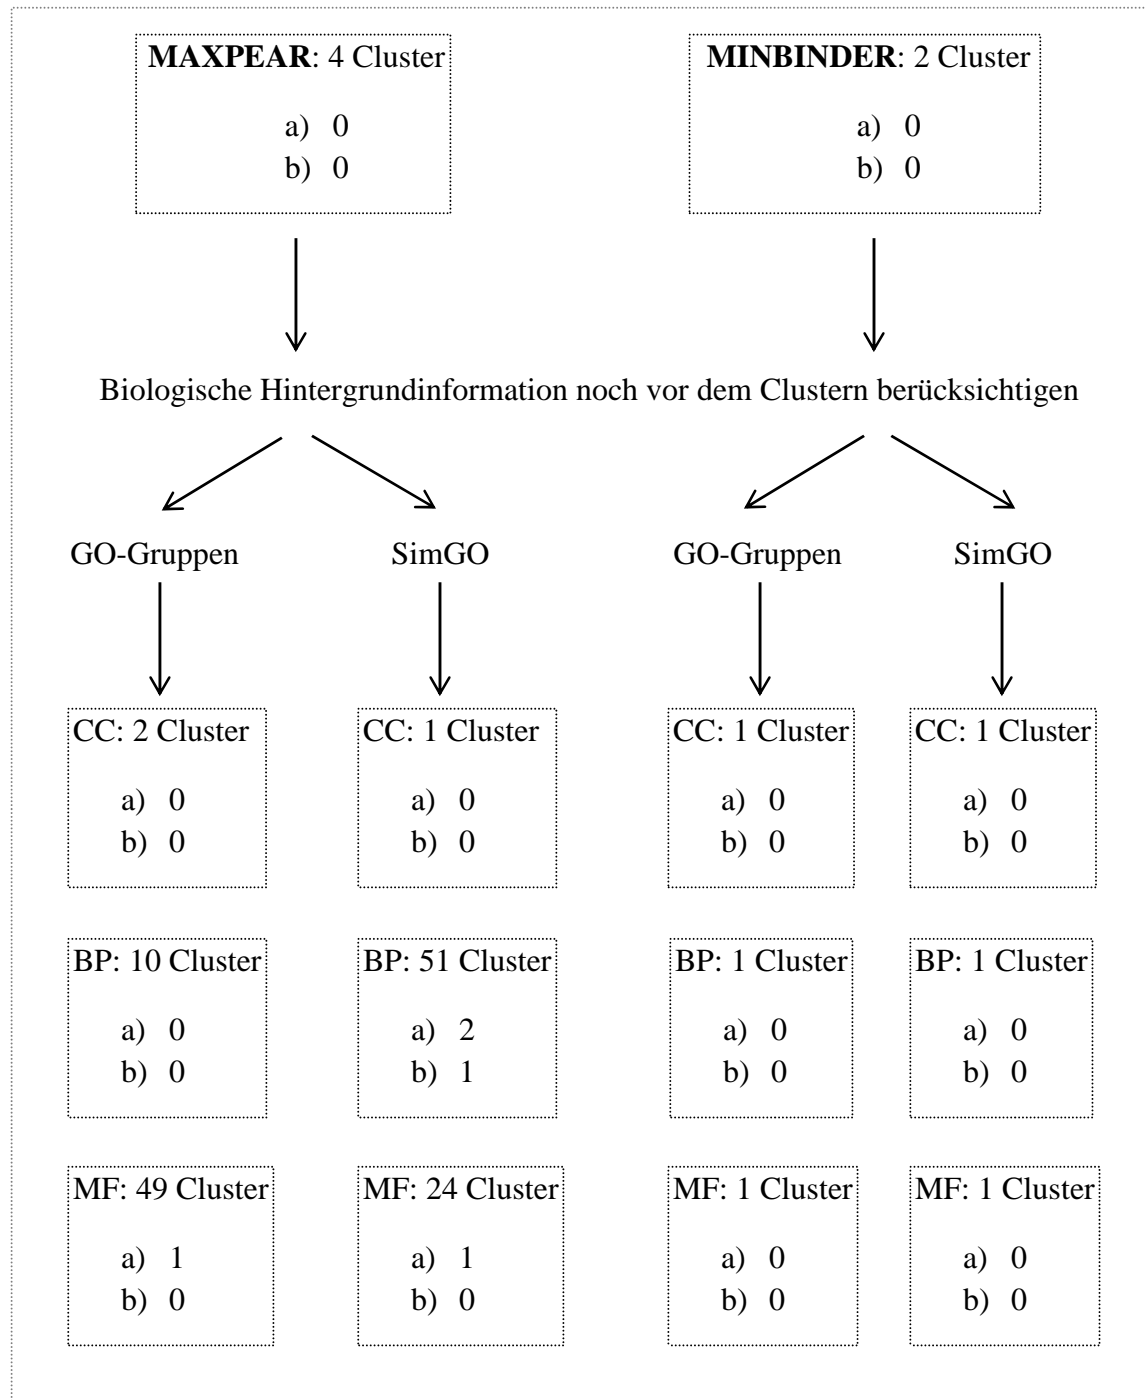 MAXPEAR: 4 Cluster
a) 0
b) 0
MINBINDER: 2 Cluster
a) 0
b) 0
Biologische Hintergrundinformation noch vor dem Clustern berücksichtigen
GO-Gruppen
SimGO
GO-Gruppen
SimGO
CC: 2 Cluster
a) 0
b) 0
CC: 1 Cluster
a) 0
b) 0
CC: 1 Cluster
a) 0
b) 0
CC: 1 Cluster
a) 0
b) 0
BP: 10 Cluster
a) 0
b) 0
BP: 51 Cluster
a) 2
b) 1
BP: 1 Cluster
a) 0
b) 0
BP: 1 Cluster
a) 0
b) 0
MF: 49 Cluster
a) 1
b) 0
MF: 24 Cluster
a) 1
b) 0
MF: 1 Cluster
a) 0
b) 0
MF: 1 Cluster
a) 0
b) 0